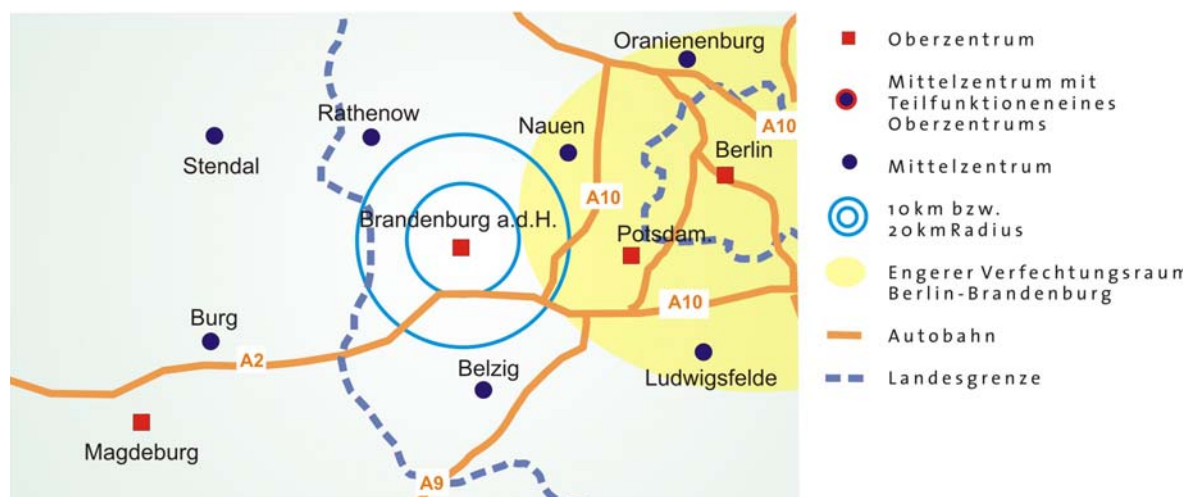 Oranienenburg
Rathenow
Nauen
A10
Stendal
Berlin
A10
Brandenburg a.d.H.
Potsdam
A10
Burg
A2
Belzig
Ludwigsfelde
Magdeburg
A9
Oberzentrum
Mittelzentrum mit
Teilfunktioneneines
Oberzentrums
Mittelzentrum
10km bzw.
20kmRadius
Engerer Verfechtungsraum
Berlin-Brandenburg
Autobahn
Landesgrenze